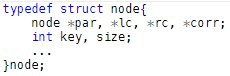 typedef struct node{
    node *par, *lc, *rc, *corr;
    int key, size;
    ...
}node;